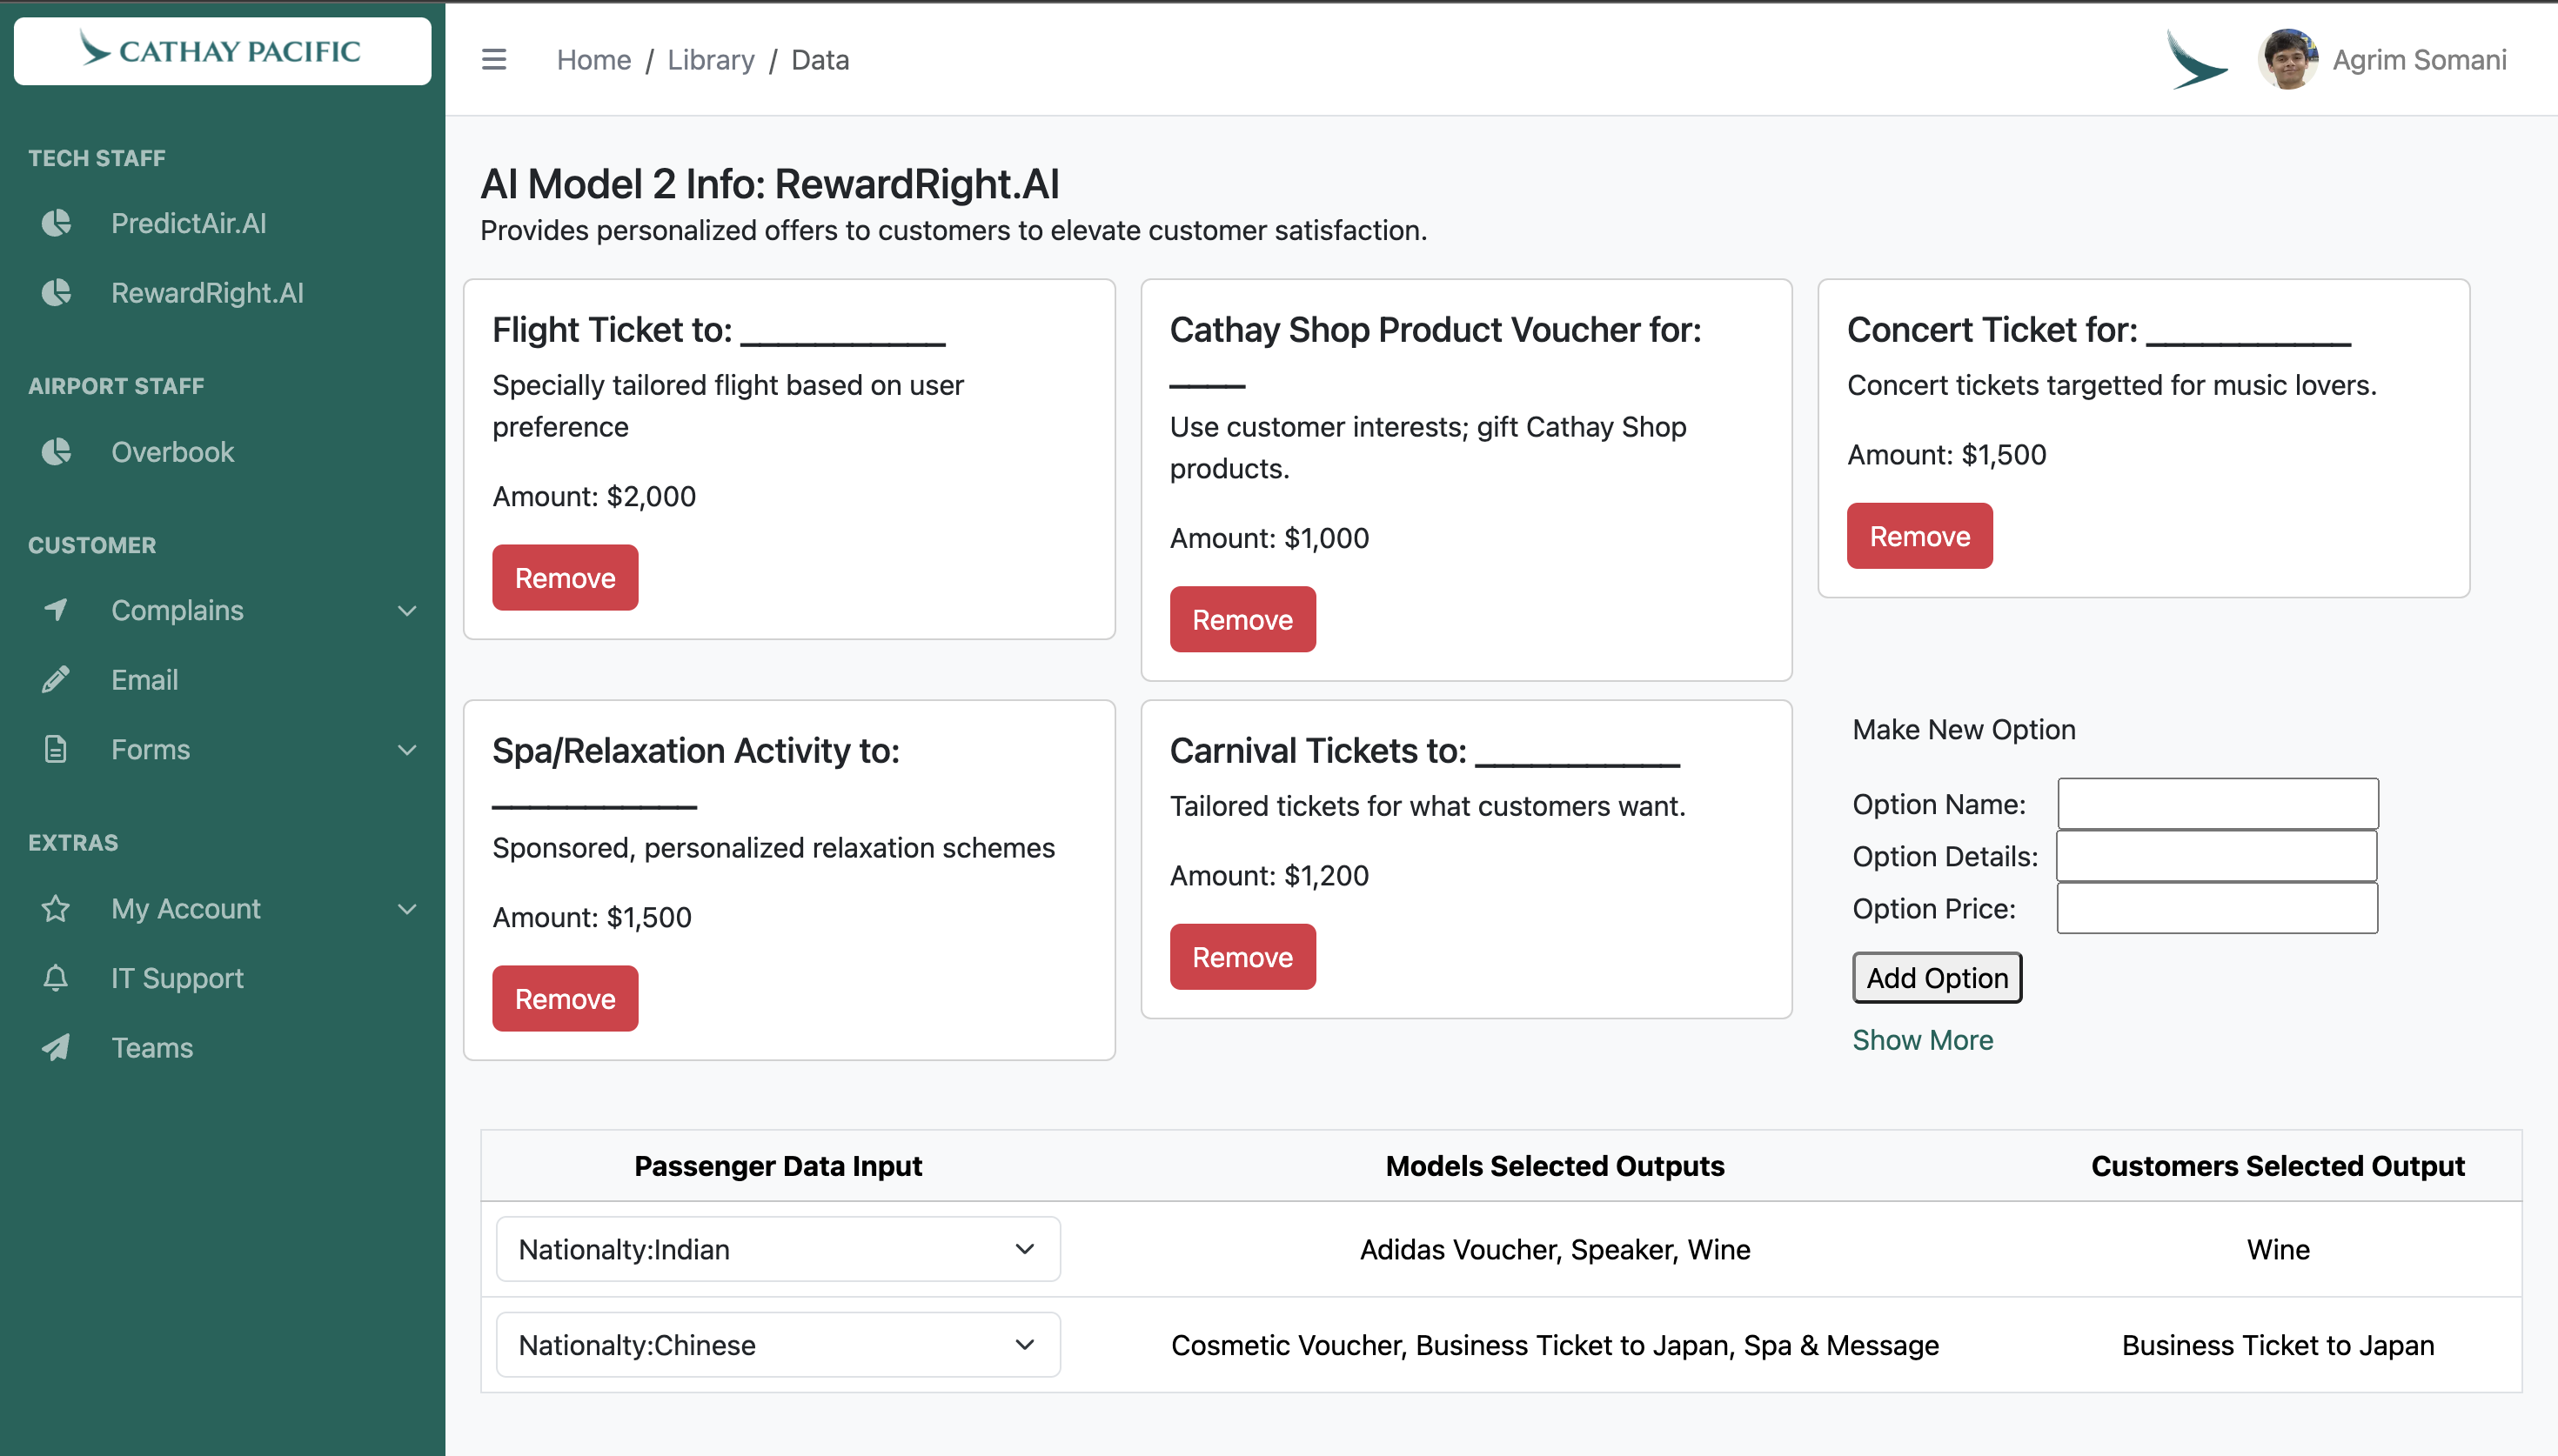 CATHAY PACIFIC
TECH STAFF
PredictAir.AI
RewardRight.AI
AIRPORT STAFF
Overbook
CUSTOMER
Complains
Email
Forms
EXTRAS
My Account
IT Support
Teams
Home / Library / Data
Agrim Somani
AI Model 2 Info: RewardRight.AI
Provides personalized offers to customers to elevate customer satisfaction.
Flight Ticket to: ___________
Specially tailored flight based on user
preference
Amount: $2,000
Remove
Cathay Shop Product Voucher for:
____
Use customer interests; gift Cathay Shop
products.
Amount: $1,000
Remove
Concert Ticket for: ___________
Concert tickets targetted for music lovers.
Amount: $1,500
Remove
Spa/Relaxation Activity to:
___________
Sponsored, personalized relaxation schemes
Amount: $1,500
Remove
Carnival Tickets to: ___________
Tailored tickets for what customers want.
Amount: $1,200
Remove
Make New Option
Option Name:
Option Details:
Option Price:
Add Option
Show More
Passenger Data Input Models Selected Outputs Customers Selected Output
Nationalty:Indian Adidas Voucher, Speaker, Wine Wine
Nationalty:Chinese Cosmetic Voucher, Business Ticket to Japan, Spa & Message Business Ticket to Japan